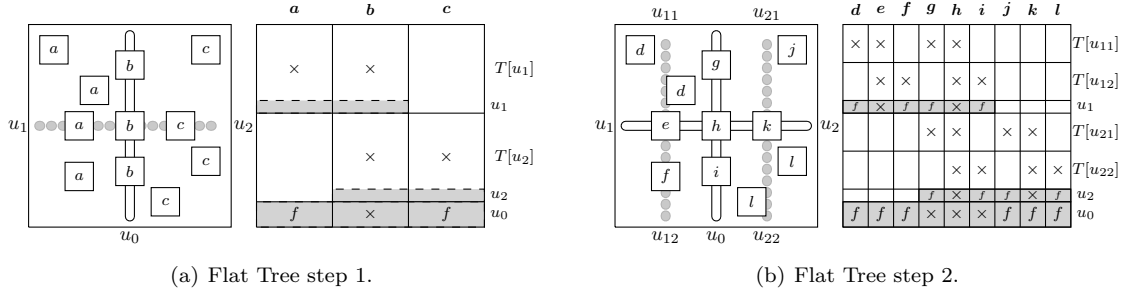 a c
b
a
u₁ a b c u₂
c
a b
c
u₀
a b c
× × T[u₁]
u₁
× × T[u₂]
u₂
f × f u₀
(a) Flat Tree step 1.
u₁₁ u₂₁
d j
g
d
u₁ e h k u₂
l
f i
l
u₁₂ u₀ u₂₂
d e f g h i j k l
× × × × T[u₁₁]
× × × × T[u₁₂]
f × f f × f u₁
× × × × T[u₂₁]
× × × × T[u₂₂]
f × f f × f u₂
f f f × × × f f f u₀
(b) Flat Tree step 2.